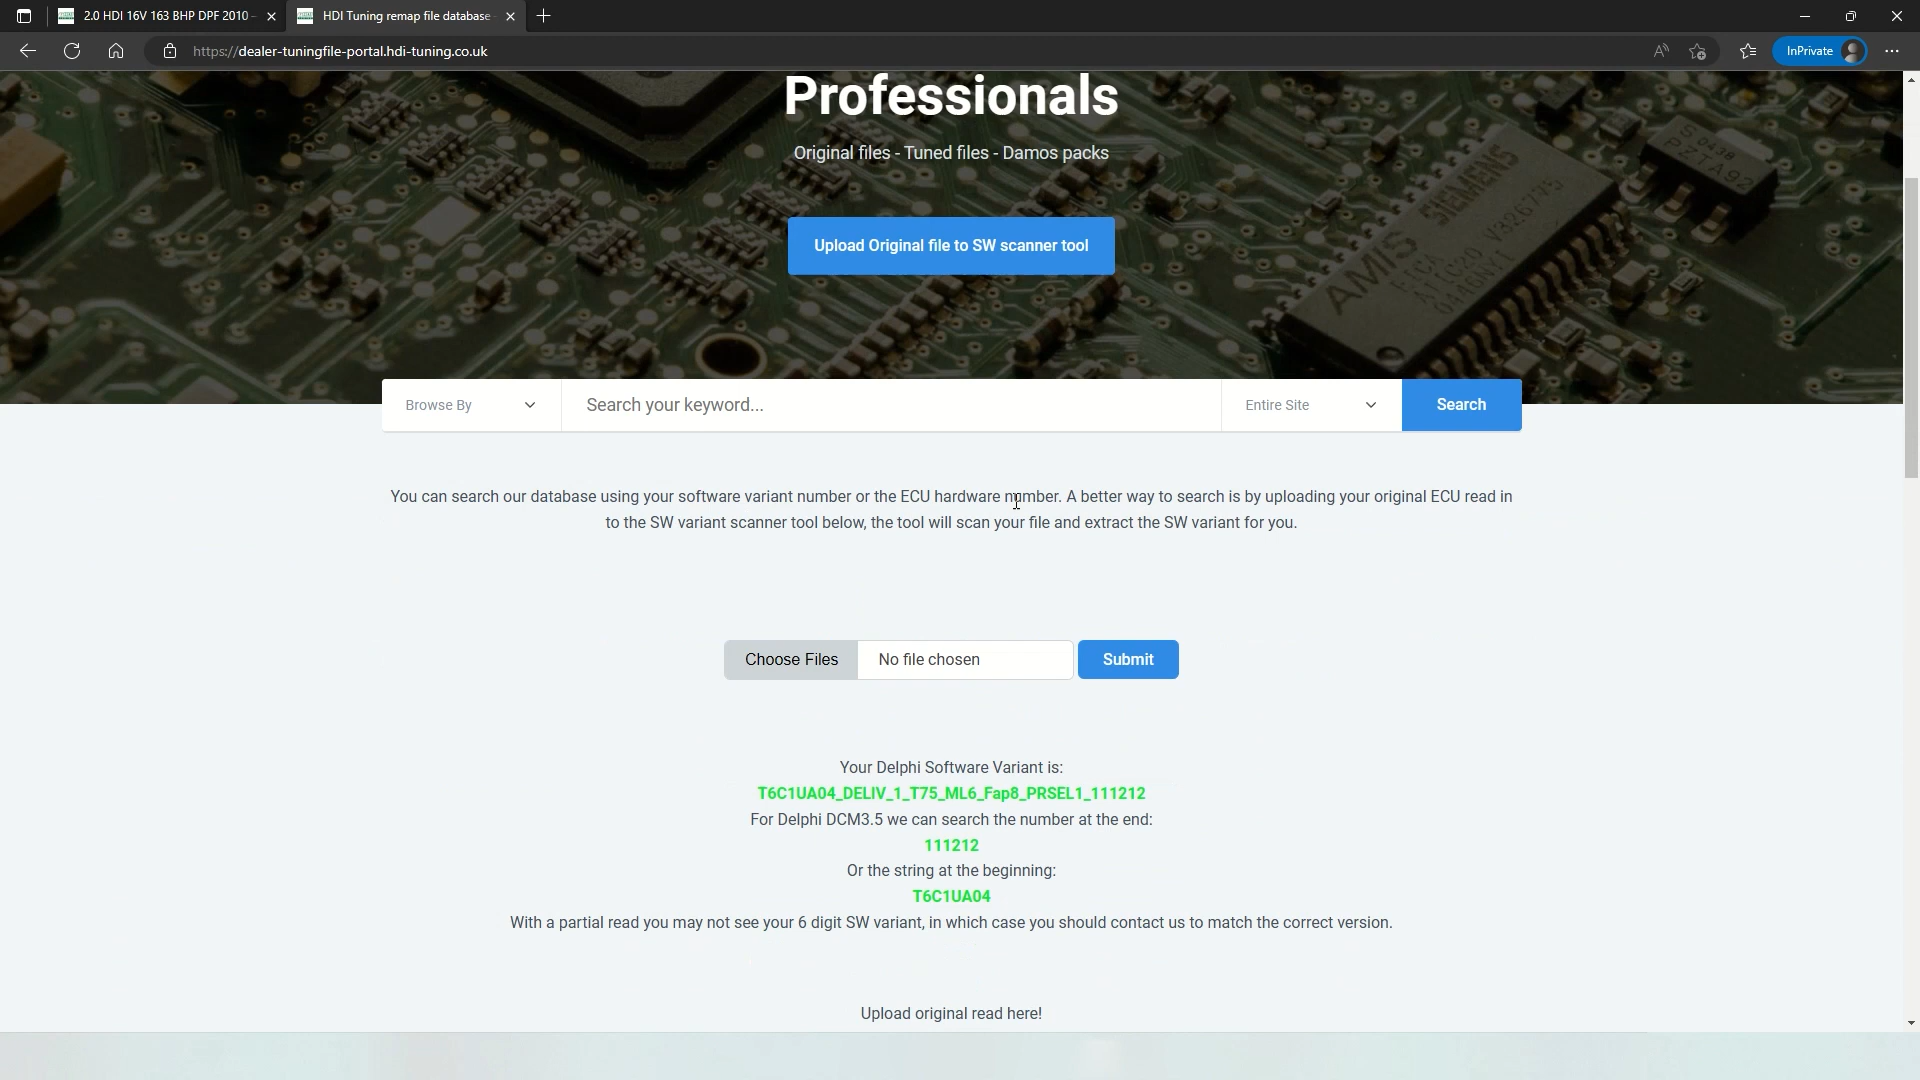 2.0 HDI 16V 163 BHP DPF 2010 -
HDI Tuning remap file database -
https://dealer-tuningfile-portal.hdi-tuning.co.uk
InPrivate
Professionals
Original files - Tuned files - Damos packs
Upload Original file to SW scanner tool
SIEMENS
AMIS
Browse By
Search your keyword...
Entire Site
Search
You can search our database using your software variant number or the ECU hardware number. A better way to search is by uploading your original ECU read in
to the SW variant scanner tool below, the tool will scan your file and extract the SW variant for you.
Choose Files
No file chosen
Submit
Your Delphi Software Variant is:
T6C1UA04_DELIV_1_T75_ML6_Fap8_PRSEL1_111212
For Delphi DCM3.5 we can search the number at the end:
111212
Or the string at the beginning:
T6C1UA04
With a partial read you may not see your 6 digit SW variant, in which case you should contact us to match the correct version.
Upload original read here!